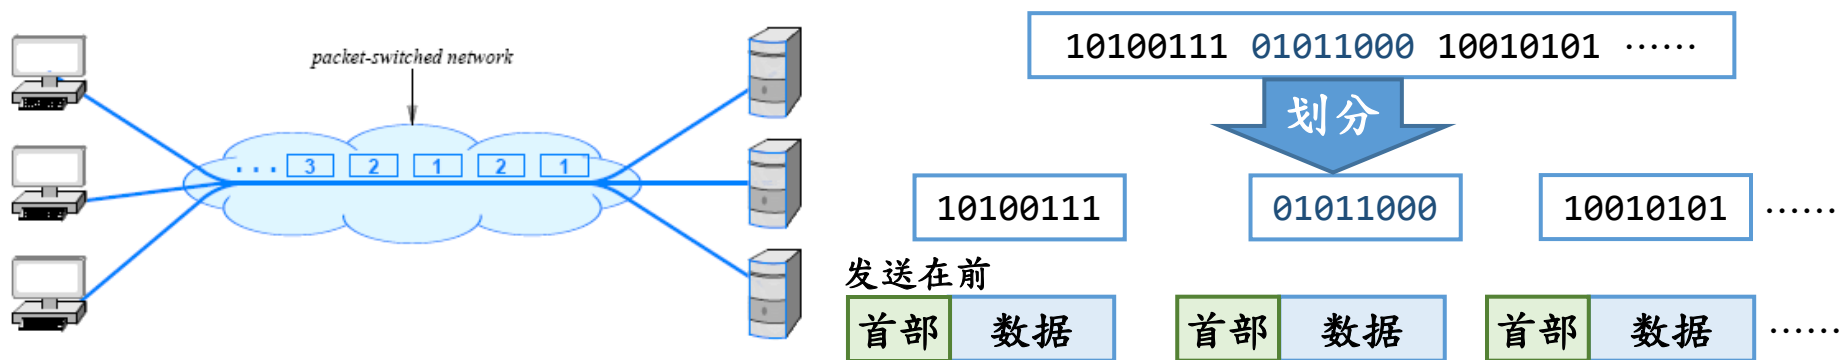 packet-switched network
... 3 2 1 2 1
10100111 01011000 10010101 ……
划分
10100111 01011000 10010101 ……
发送在前
首部 数据 首部 数据 首部 数据 ……